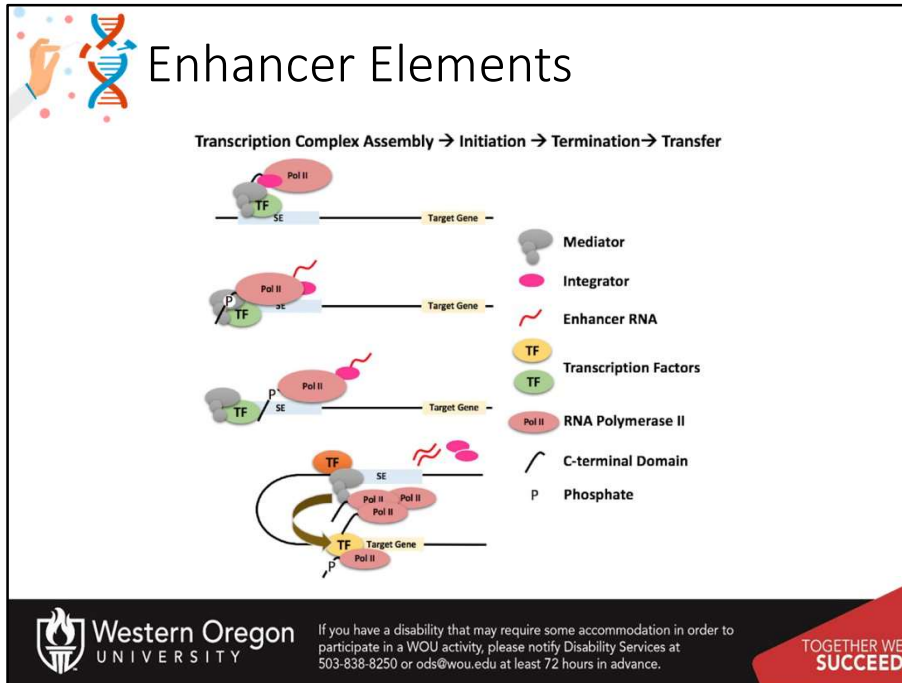 Enhancer Elements
Transcription Complex Assembly → Initiation → Termination→ Transfer
Pol II
TF
SE
Target Gene
Mediator
Integrator
Pol II
P
SE
TF
Target Gene
Enhancer RNA
TF
Transcription Factors
TF
Pol II
P
TF
SE
Target Gene
Pol II
RNA Polymerase II
TF
SE
C-terminal Domain
Pol II
Pol II
Pol II
P
Phosphate
TF
Target Gene
Pol II
P
Western Oregon
UNIVERSITY
If you have a disability that may require some accommodation in order to
participate in a WOU activity, please notify Disability Services at
503-838-8250 or ods@wou.edu at least 72 hours in advance.
TOGETHER WE
SUCCEED